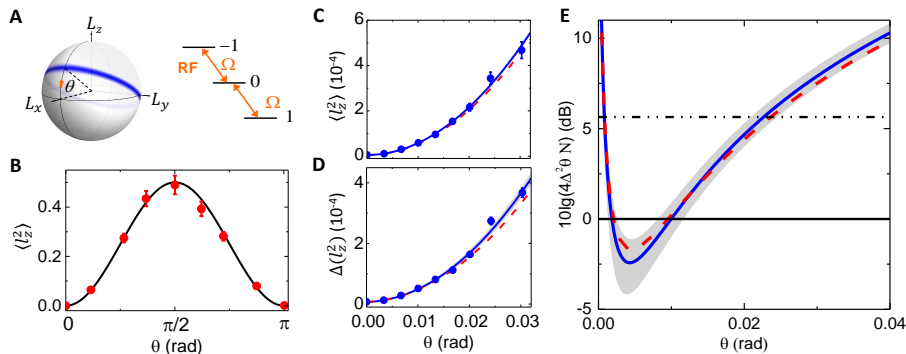 A
L_z
θ
L_x
L_y
−1
RF
Ω
0
Ω
1
B
⟨l_z^2⟩
0.4
0.2
0.0
0
π/2
π
θ (rad)
C
⟨l_z^2⟩ (10^-4)
6
4
2
0
D
Δ⟨l_z^2⟩ (10^-4)
4
2
0
0.00
0.01
0.02
0.03
θ (rad)
E
10lg(4Δ²θ N) (dB)
10
5
0
-5
0.00
0.02
0.04
θ (rad)